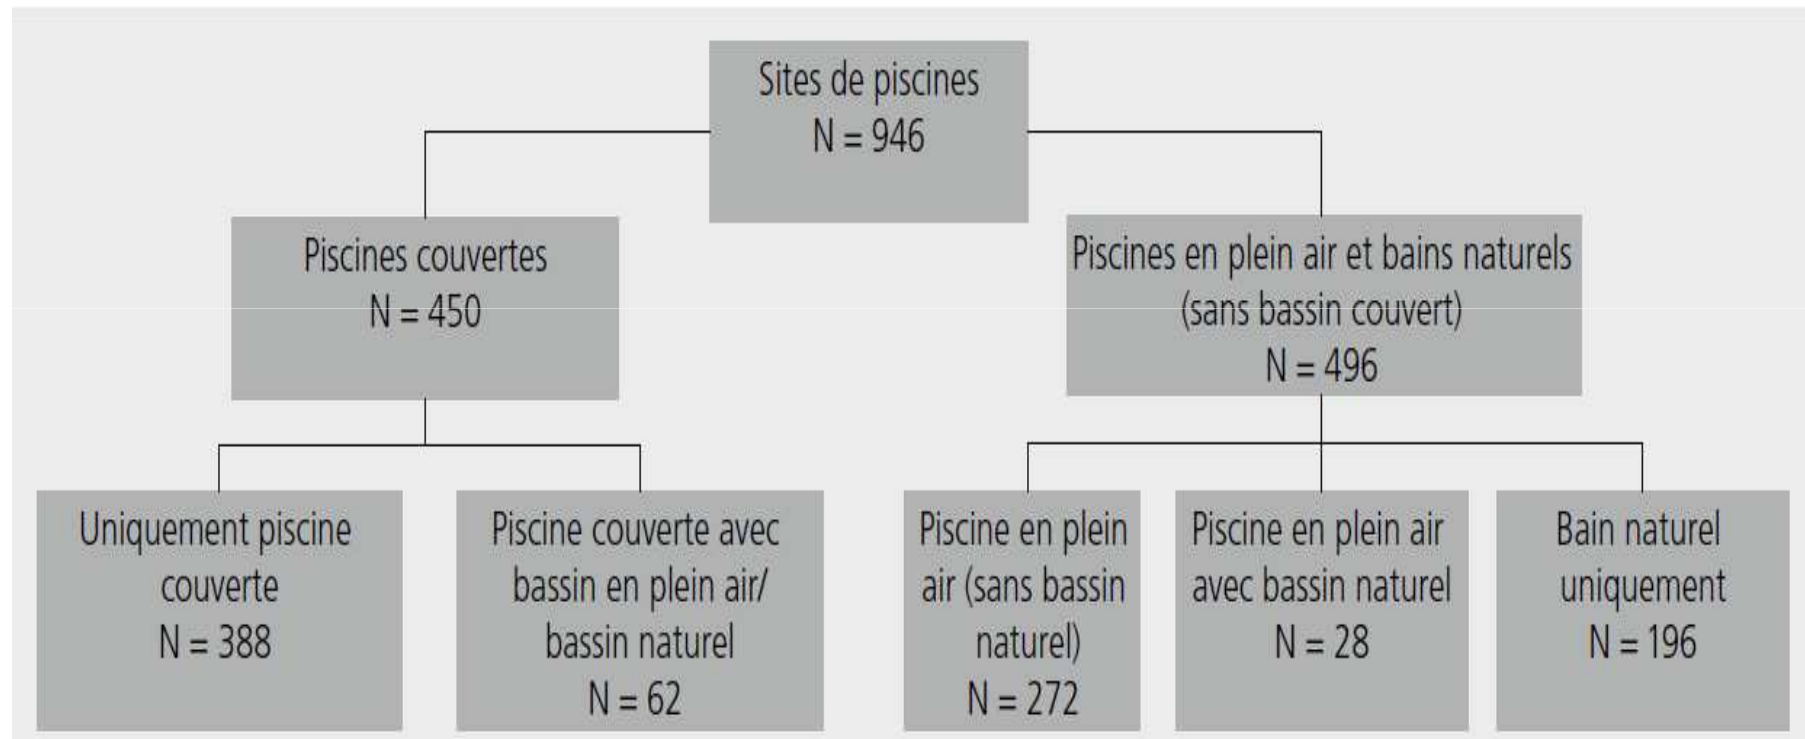 Sites de piscines
N = 946
Piscines couvertes
N = 450
Piscines en plein air et bains naturels
(sans bassin couvert)
N = 496
Uniquement piscine
couverte
N = 388
Piscine couverte avec
bassin en plein air/
bassin naturel
N = 62
Piscine en plein
air (sans bassin
naturel)
N = 272
Piscine en plein air
avec bassin naturel
N = 28
Bain naturel
uniquement
N = 196